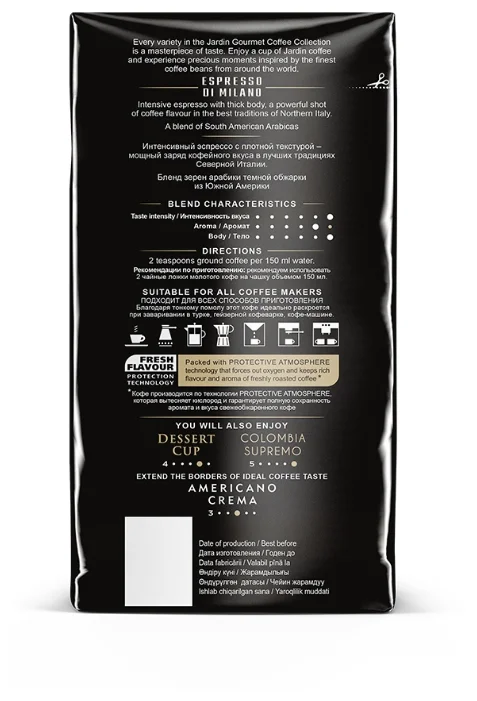 Every variety in the Jardin Gourmet Coffee Collection
is a masterpiece of taste. Enjoy a cup of Jardin coffee
and experience precious moments inspired by the finest
coffee beans from around the world.
ESPRESSO
DI MILANO
Intensive espresso with thick body, a powerful shot
of coffee flavour in the best traditions of Northern Italy.
A blend of South American Arabicas
Интенсивный эспрессо с плотной текстурой –
мощный заряд кофейного вкуса в лучших традициях
Северной Италии.
Бленд зерен арабики темной обжарки
из Южной Америки
BLEND CHARACTERISTICS
Taste intensity / Интенсивность вкуса
Aroma / Аромат
Body / Тело
DIRECTIONS
2 teaspoons ground coffee per 150 ml water.
Рекомендации по приготовлению: рекомендуем использовать
2 чайные ложки молотого кофе на чашку объемом 150 мл.
SUITABLE FOR ALL COFFEE MAKERS
ПОДХОДИТ ДЛЯ ВСЕХ СПОСОБОВ ПРИГОТОВЛЕНИЯ
Благодаря тонкому помолу этот кофе идеально раскроется
при заваривании в турке, гейзерной кофеварке, кофе-машине.
FRESH
FLAVOUR
PROTECTION
TECHNOLOGY
Packed with PROTECTIVE ATMOSPHERE
technology that forces out oxygen and keeps rich
flavour and aroma of freshly roasted coffee*
*Кофе производится по технологии PROTECTIVE ATMOSPHERE,
которая вытесняет кислород и гарантирует полную сохранность
аромата и вкуса свежеобжаренного кофе
YOU WILL ALSO ENJOY
DESSERT
CUP
4
COLOMBIA
SUPREMO
5
EXTEND THE BORDERS OF IDEAL COFFEE TASTE
AMERICANO
CREMA
3
Date of production / Best before
Дата изготовления / Годен до
Data fabricării / Valabil pînă la
Өндіру күні / Жарамдылығы
Өндүрүлгөн датасы / Чейин жарамдуу
Ishlab chiqarilgan sana / Yaroqlilik muddati